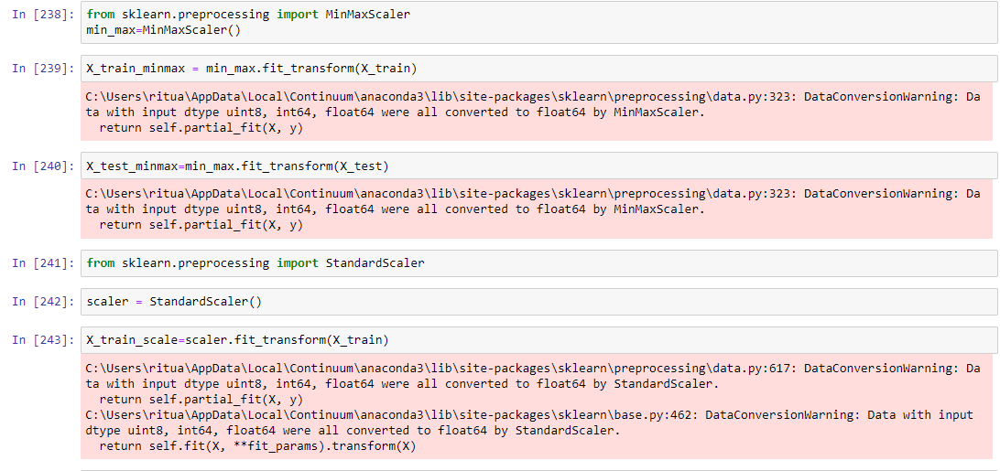 In [238]: from sklearn.preprocessing import MinMaxScaler
min_max=MinMaxScaler()
In [239]: X_train_minmax = min_max.fit_transform(X_train)
C:\Users\ritua\AppData\Local\Continuum\anaconda3\lib\site-packages\sklearn\preprocessing\data.py:323: DataConversionWarning: Da
ta with input dtype uint8, int64, float64 were all converted to float64 by MinMaxScaler.
  return self.partial_fit(X, y)
In [240]: X_test_minmax=min_max.fit_transform(X_test)
C:\Users\ritua\AppData\Local\Continuum\anaconda3\lib\site-packages\sklearn\preprocessing\data.py:323: DataConversionWarning: Da
ta with input dtype uint8, int64, float64 were all converted to float64 by MinMaxScaler.
  return self.partial_fit(X, y)
In [241]: from sklearn.preprocessing import StandardScaler
In [242]: scaler = StandardScaler()
In [243]: X_train_scale=scaler.fit_transform(X_train)
C:\Users\ritua\AppData\Local\Continuum\anaconda3\lib\site-packages\sklearn\preprocessing\data.py:617: DataConversionWarning: Da
ta with input dtype uint8, int64, float64 were all converted to float64 by StandardScaler.
  return self.partial_fit(X, y)
C:\Users\ritua\AppData\Local\Continuum\anaconda3\lib\site-packages\sklearn\base.py:462: DataConversionWarning: Data with input
dtype uint8, int64, float64 were all converted to float64 by StandardScaler.
  return self.fit(X, **fit_params).transform(X)